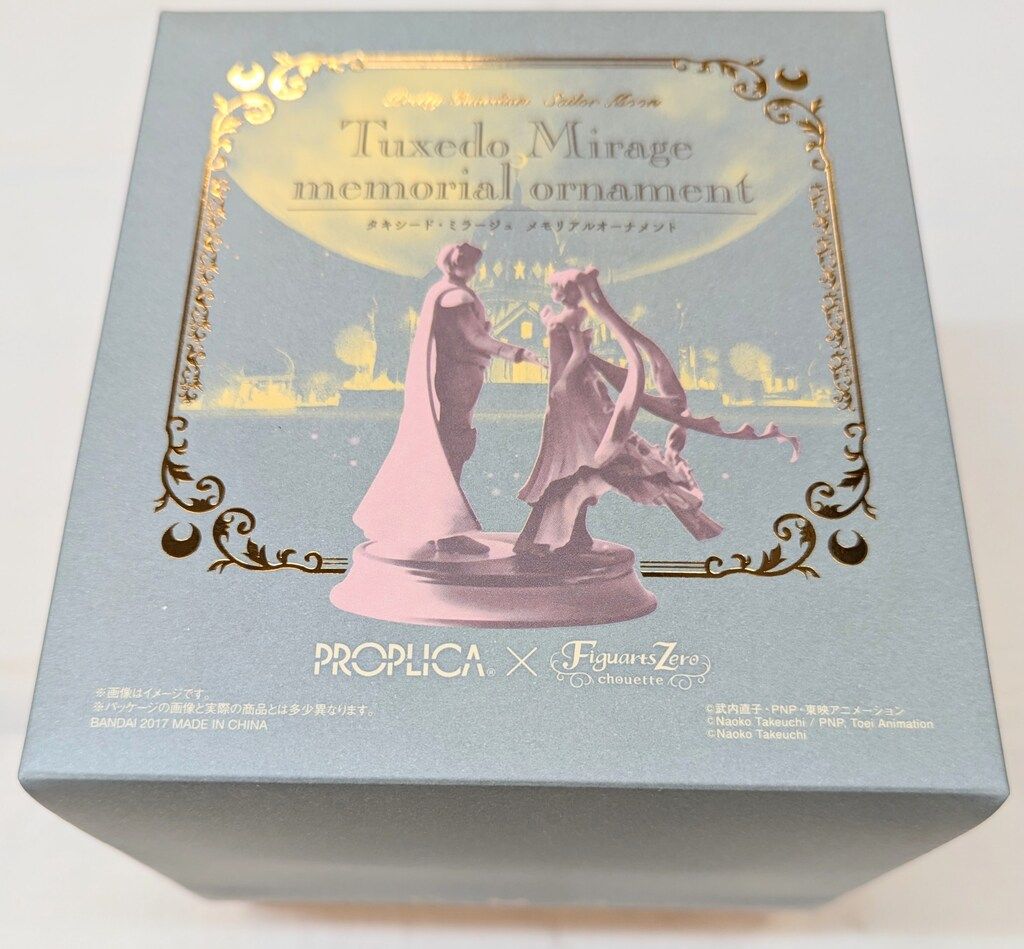 Pretty Guardian Sailor Moon
Tuxedo Mirage
memorial ornament
タキシード・ミラージュ メモリアルオーナメント
PROPLICA® × FiguartsZero
chouette
※画像はイメージです。
※パッケージの画像と実際の商品とは多少異なります。
BANDAI 2017 MADE IN CHINA
©武内直子・PNP・東映アニメーション
©Naoko Takeuchi / PNP, Toei Animation
©Naoko Takeuchi